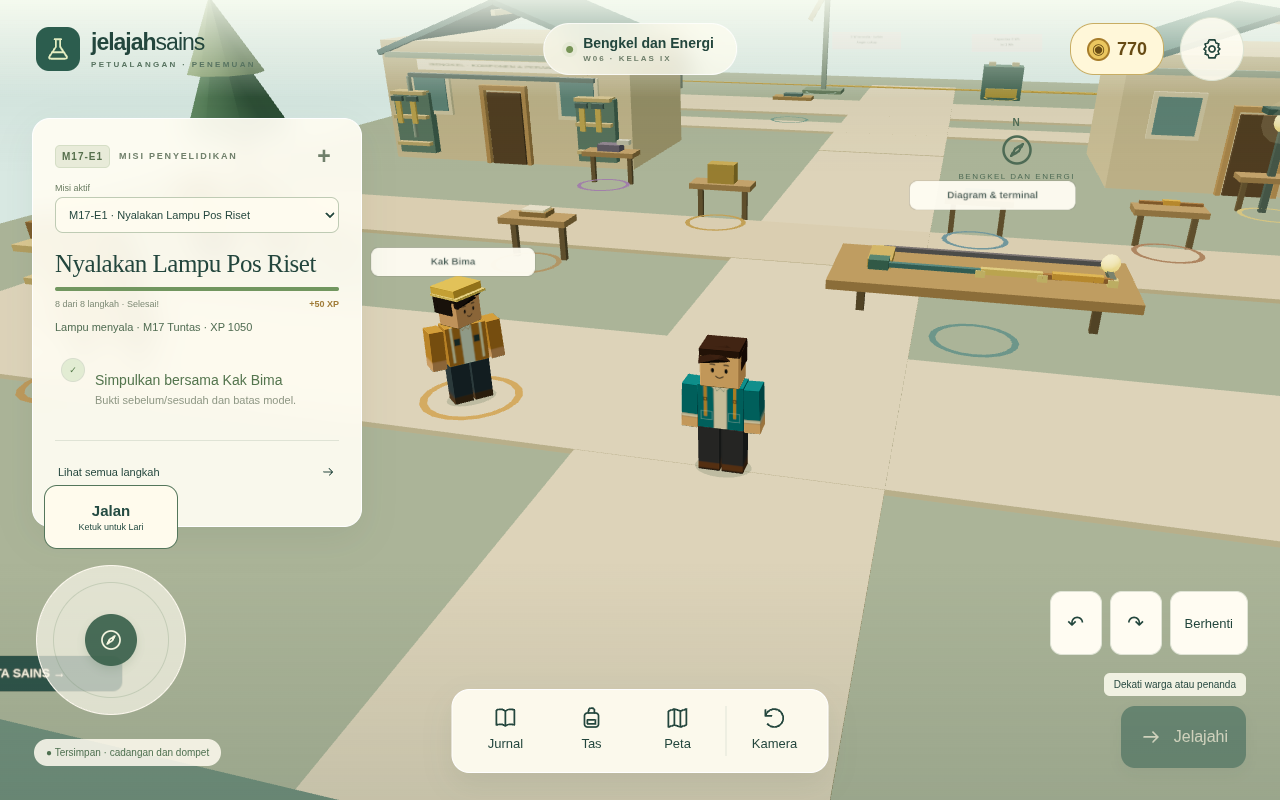 jelajahsains
PETUALANGAN · PENEMUAN
Bengkel dan Energi
W06 · KELAS IX
770
M17-E1 MISI PENYELIDIKAN
Misi aktif
M17-E1 · Nyalakan Lampu Pos Riset
Nyalakan Lampu Pos Riset
8 dari 8 langkah · Selesai!
+50 XP
Lampu menyala · M17 Tuntas · XP 1050
Simpulkan bersama Kak Bima
Bukti sebelum/sesudah dan batas model.
Lihat semua langkah
Jalan
Ketuk untuk Lari
Kak Bima
N
BENGKEL DAN ENERGI
Diagram & terminal
TA SAINS →
Tersimpan · cadangan dan dompet
Jurnal
Tas
Peta
Kamera
Berhenti
Dekati warga atau penanda
Jelajahi